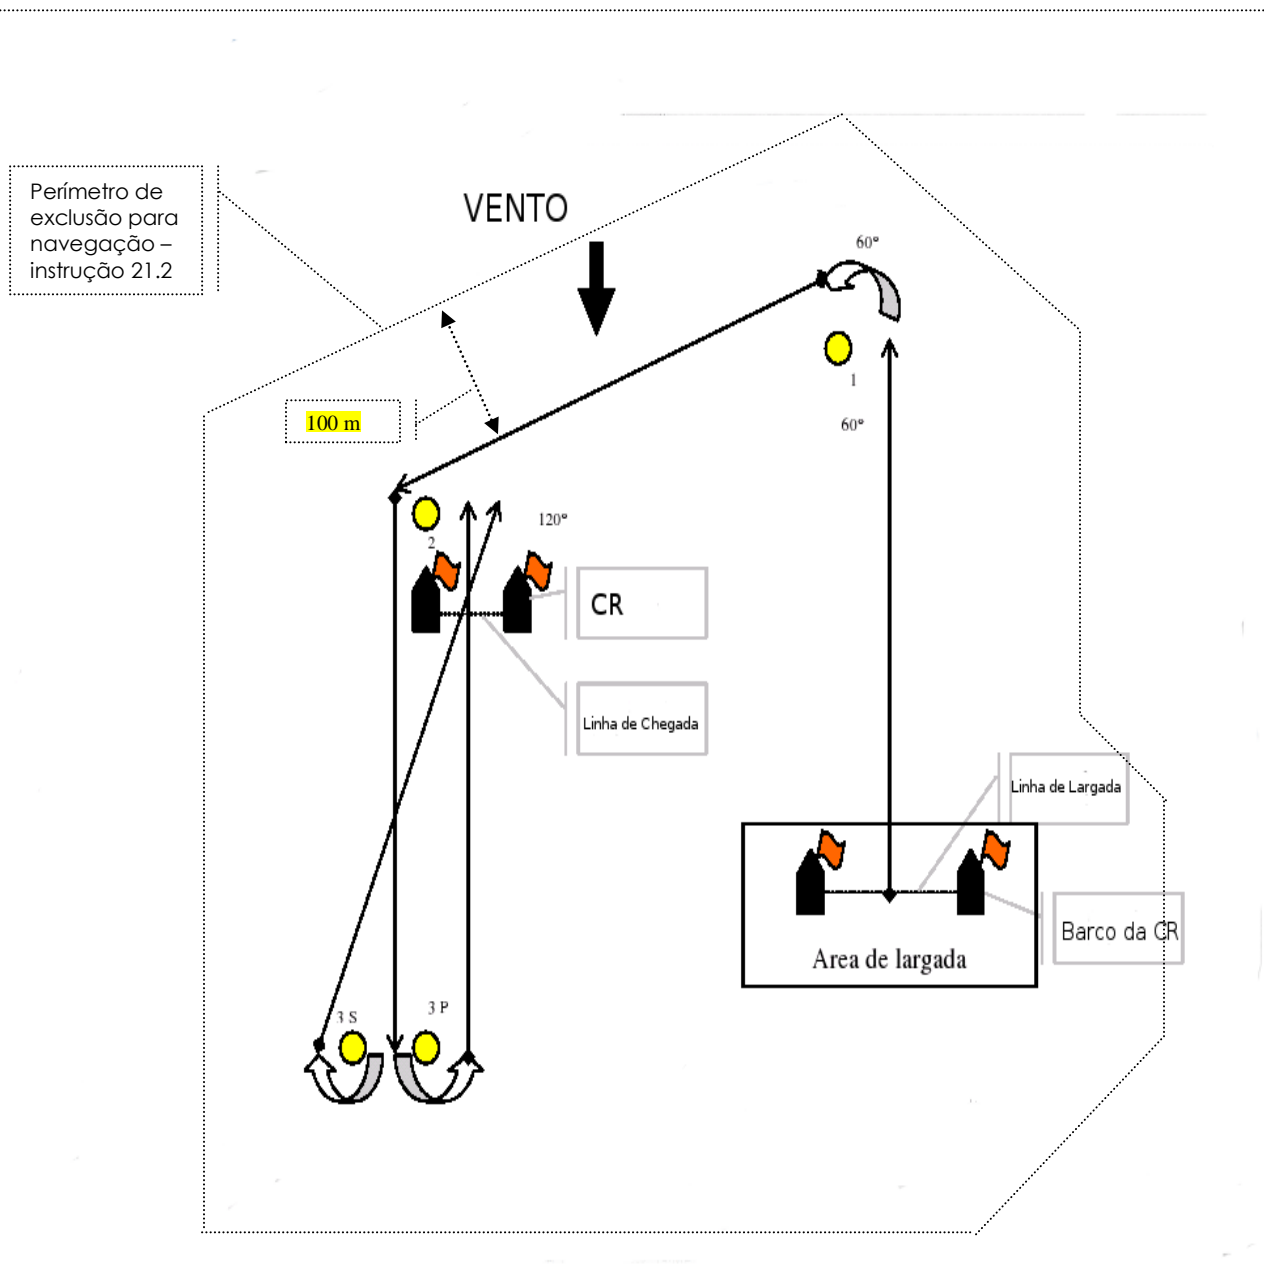 Perímetro de
exclusão para
navegação –
instrução 21.2
VENTO
60°
1
100 m
60°
2
120°
CR
Linha de Chegada
Linha de Largada
Barco da CR
Area de largada
3 S
3 P